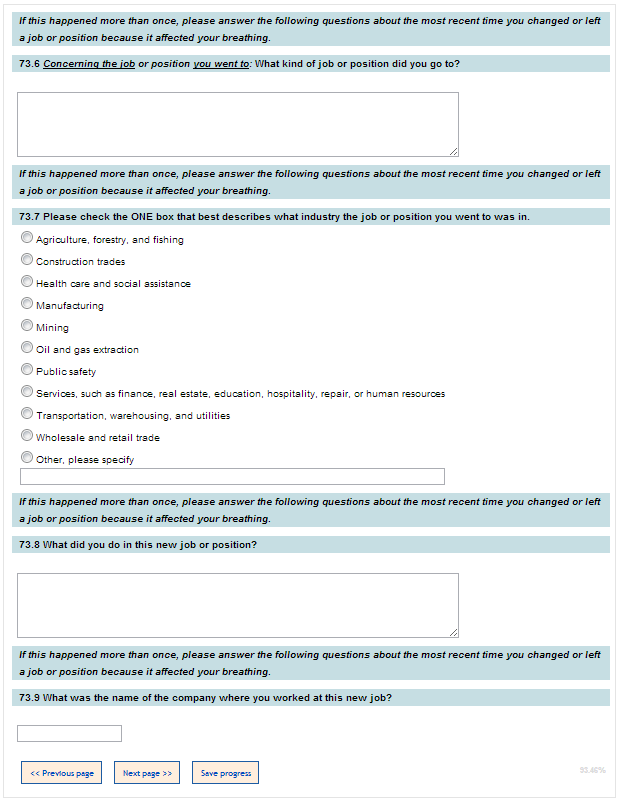 If this happened more than once, please answer the following questions about the most recent time you changed or left
a job or position because it affected your breathing.
73.6 Concerning the job or position you went to: What kind of job or position did you go to?
If this happened more than once, please answer the following questions about the most recent time you changed or left
a job or position because it affected your breathing.
73.7 Please check the ONE box that best describes what industry the job or position you went to was in.
Agriculture, forestry, and fishing
Construction trades
Health care and social assistance
Manufacturing
Mining
Oil and gas extraction
Public safety
Services, such as finance, real estate, education, hospitality, repair, or human resources
Transportation, warehousing, and utilities
Wholesale and retail trade
Other, please specify
If this happened more than once, please answer the following questions about the most recent time you changed or left
a job or position because it affected your breathing.
73.8 What did you do in this new job or position?
If this happened more than once, please answer the following questions about the most recent time you changed or left
a job or position because it affected your breathing.
73.9 What was the name of the company where you worked at this new job?
<< Previous page Next page >> Save progress